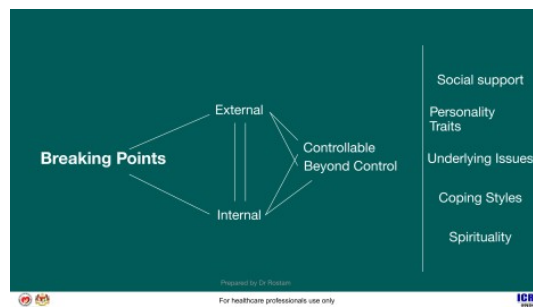 Breaking Points
External
Internal
Controllable
Beyond Control
Social support
Personality
Traits
Underlying Issues
Coping Styles
Spirituality
Prepared by Dr Rostam
For healthcare professionals use only
ICR